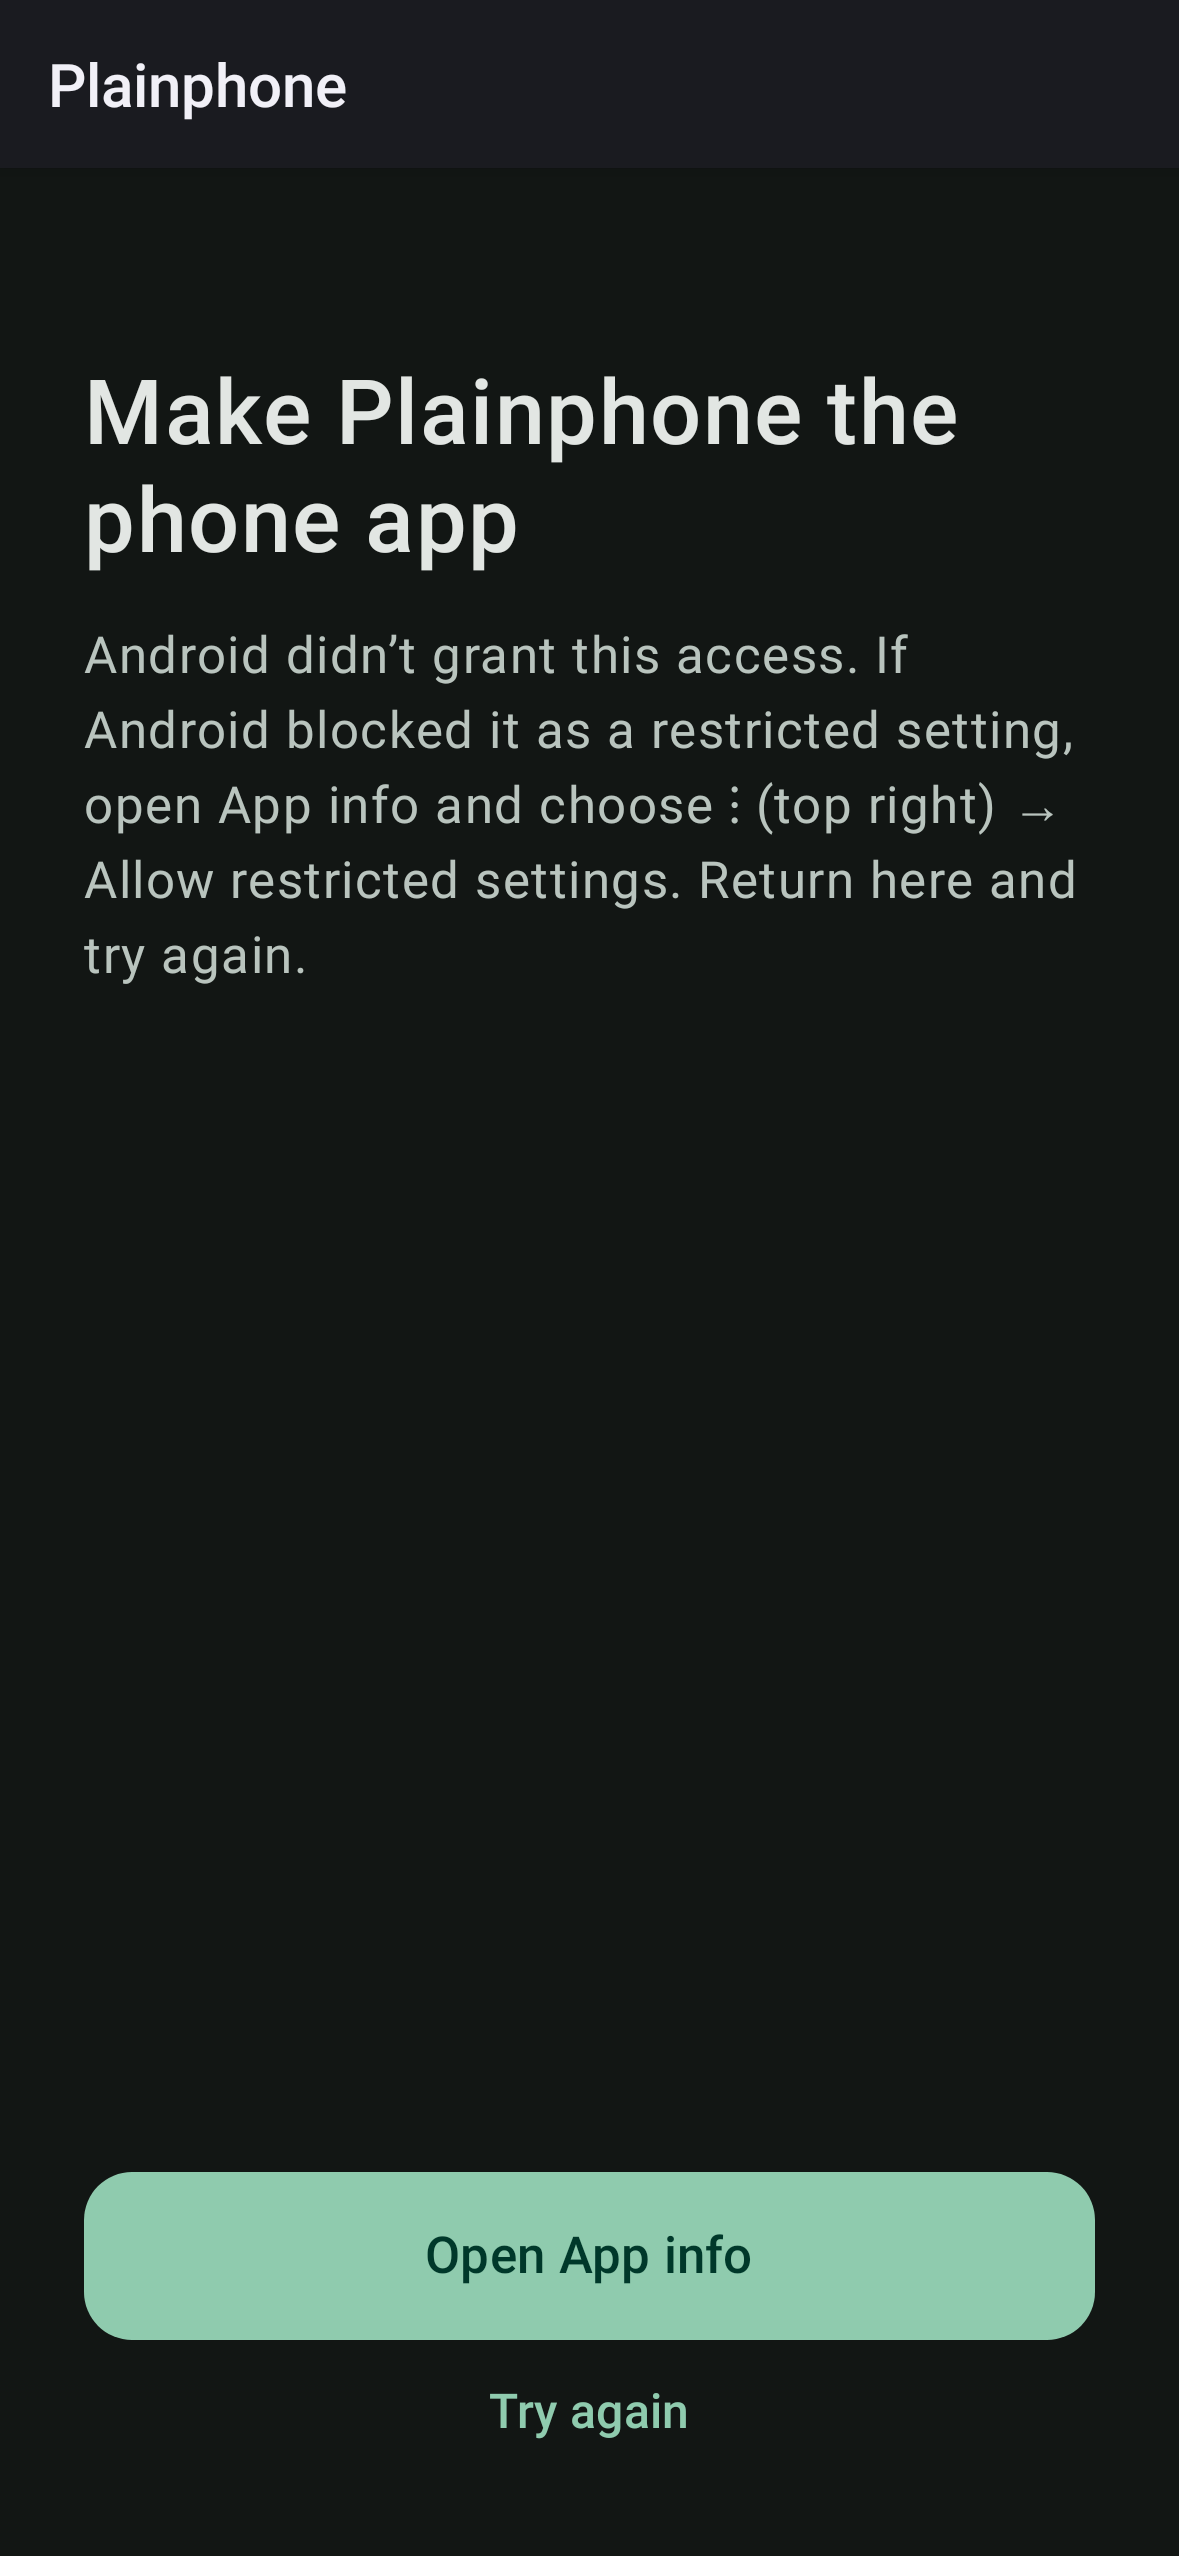 Plainphone
Make Plainphone the
phone app
Android didn’t grant this access. If
Android blocked it as a restricted setting,
open App info and choose ⋮ (top right) →
Allow restricted settings. Return here and
try again.
Open App info
Try again